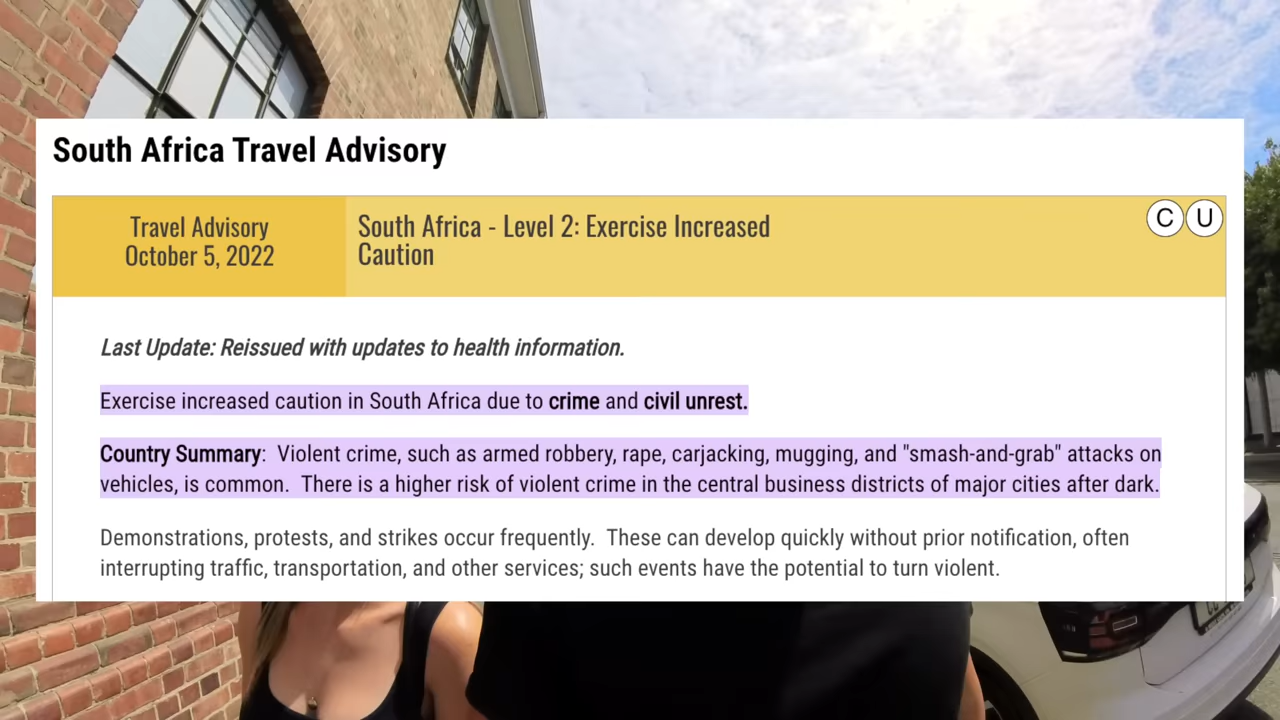 South Africa Travel Advisory
Travel Advisory
October 5, 2022
South Africa - Level 2: Exercise Increased
Caution
C U
Last Update: Reissued with updates to health information.
Exercise increased caution in South Africa due to crime and civil unrest.
Country Summary:  Violent crime, such as armed robbery, rape, carjacking, mugging, and "smash-and-grab" attacks on
vehicles, is common.  There is a higher risk of violent crime in the central business districts of major cities after dark.
Demonstrations, protests, and strikes occur frequently.  These can develop quickly without prior notification, often
interrupting traffic, transportation, and other services; such events have the potential to turn violent.